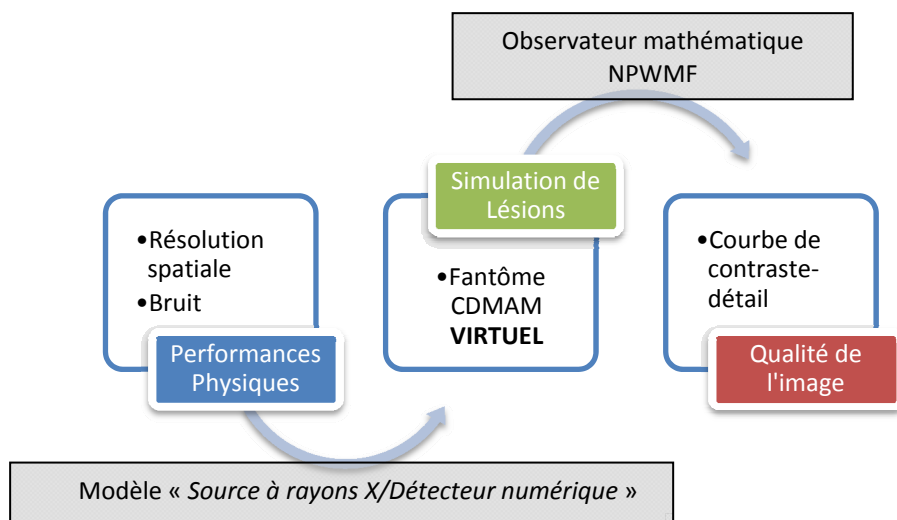 Observateur mathématique
NPWMF
Simulation de
Lésions
•Résolution
spatiale
•Bruit
Performances
Physiques
•Fantôme
CDMAM
VIRTUEL
•Courbe de
contraste-
détail
Qualité de
l'image
Modèle « Source à rayons X/Détecteur numérique »